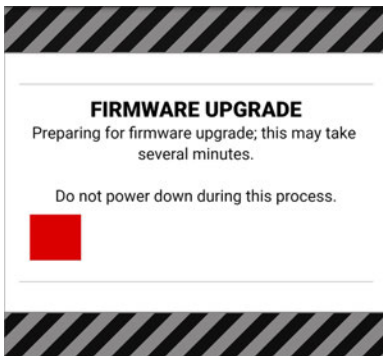 FIRMWARE UPGRADE
Preparing for firmware upgrade; this may take
several minutes.
Do not power down during this process.